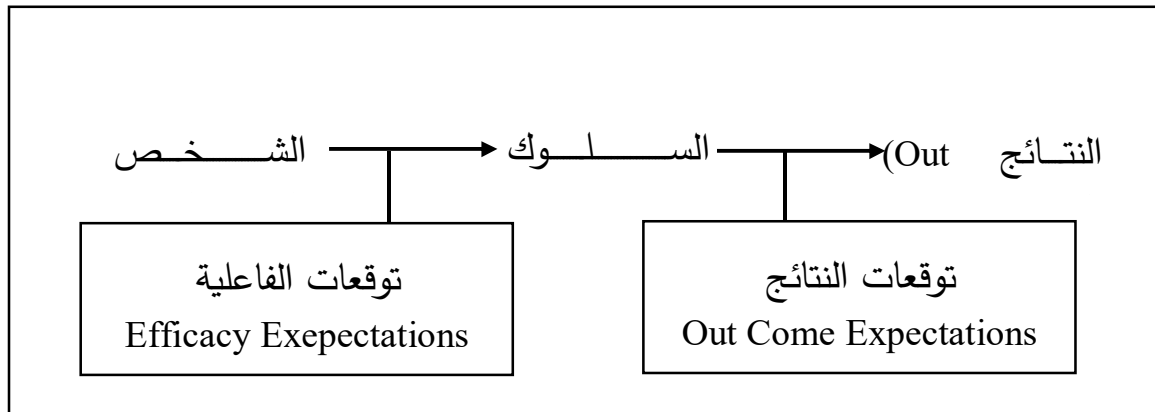 الشخص
السلوك
النتائج (Out
توقعات الفاعلية
Efficacy Exepectations
توقعات النتائج
Out Come Expectations